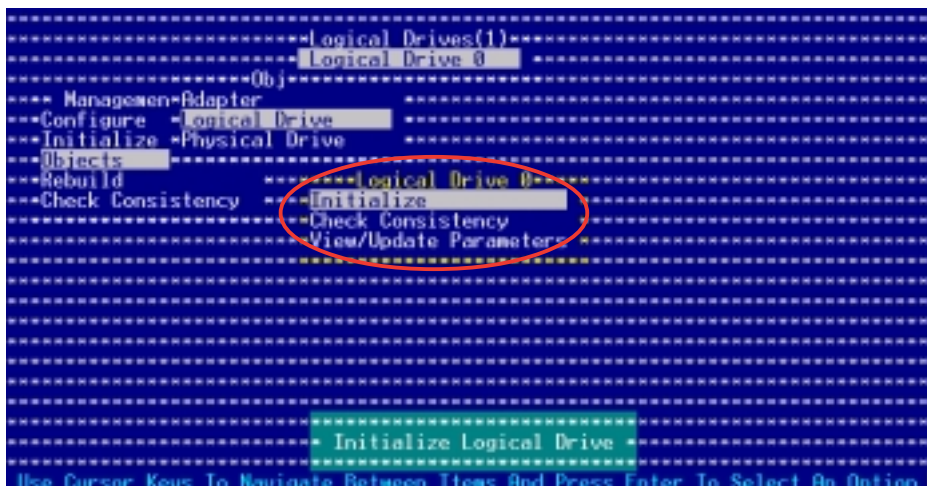 Logical Drives(1)
Logical Drive 0
Obj
Managemen
Adapter
Configure
Logical Drive
Initialize
Physical Drive
Objects
Rebuild
Logical Drive 0
Check Consistency
Initialize
Check Consistency
View/Update Parameters
Initialize Logical Drive
Use Cursor Keys To Navigate Between Items And Press Enter To Select An Option